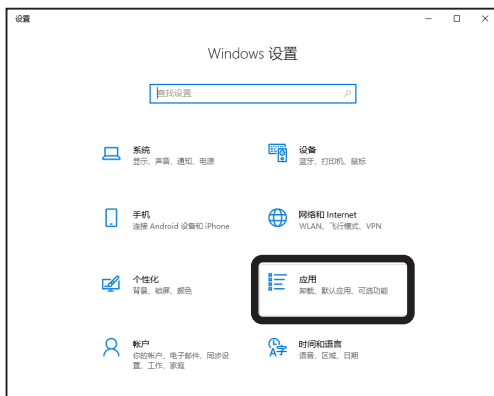 设置
Windows 设置
查找设置
系统
显示、声音、通知、电源
设备
蓝牙、打印机、鼠标
手机
连接 Android 设备和 iPhone
网络和 Internet
WLAN、飞行模式、VPN
个性化
背景、锁屏、颜色
应用
卸载、默认应用、可选功能
帐户
你的帐户、电子邮件、同步设
置、工作、家庭
时间和语言
语音、区域、日期